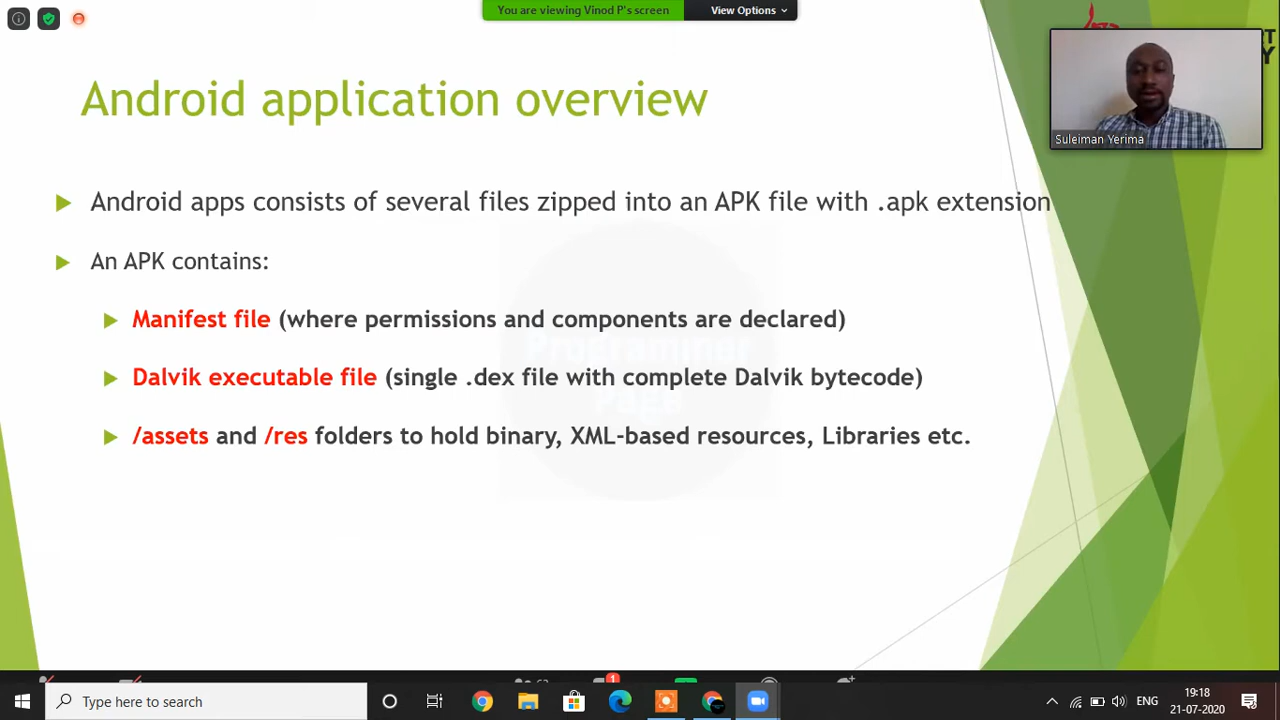 You are viewing Vinod P's screen
View Options
Android application overview
Suleiman Yerima
Android apps consists of several files zipped into an APK file with .apk extension
An APK contains:
Manifest file (where permissions and components are declared)
Dalvik executable file (single .dex file with complete Dalvik bytecode)
/assets and /res folders to hold binary, XML-based resources, Libraries etc.
Programmer
Page
1
Type here to search
ENG
19:18
21-07-2020